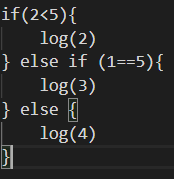 if(2<5){
    log(2)
} else if (1==5){
    log(3)
} else {
    log(4)
}